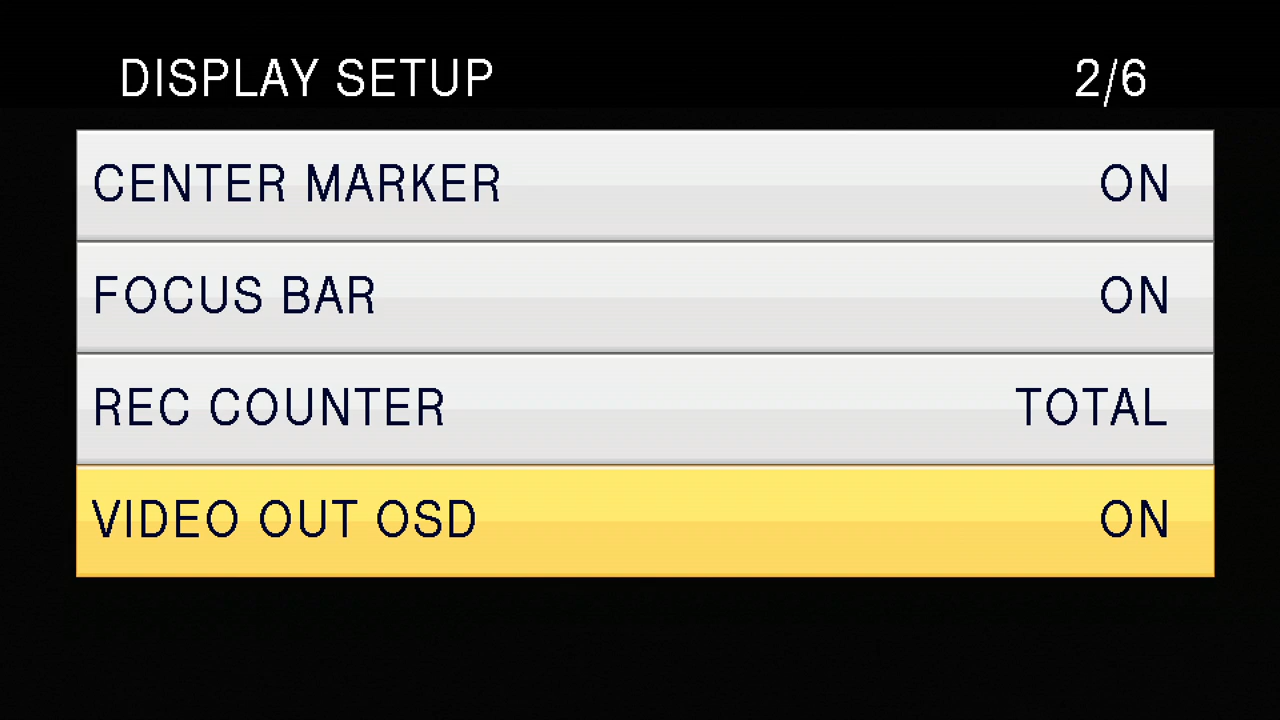 DISPLAY SETUP 2/6
CENTER MARKER ON
FOCUS BAR ON
REC COUNTER TOTAL
VIDEO OUT OSD ON